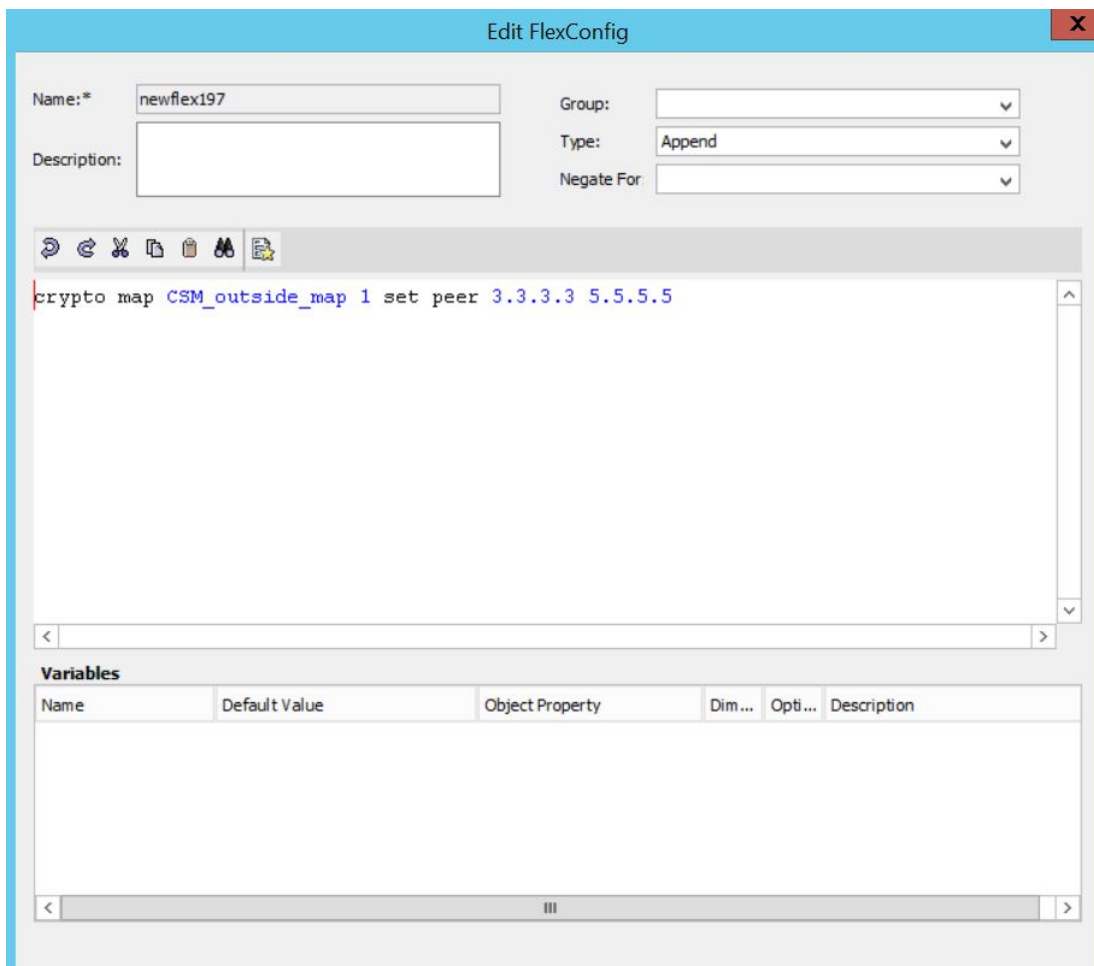 Edit FlexConfig
X
Name:* newflex197
Description:
Group:
Type: Append
Negate For
crypto map CSM_outside_map 1 set peer 3.3.3.3 5.5.5.5
Variables
Name Default Value Object Property Dim... Opti... Description